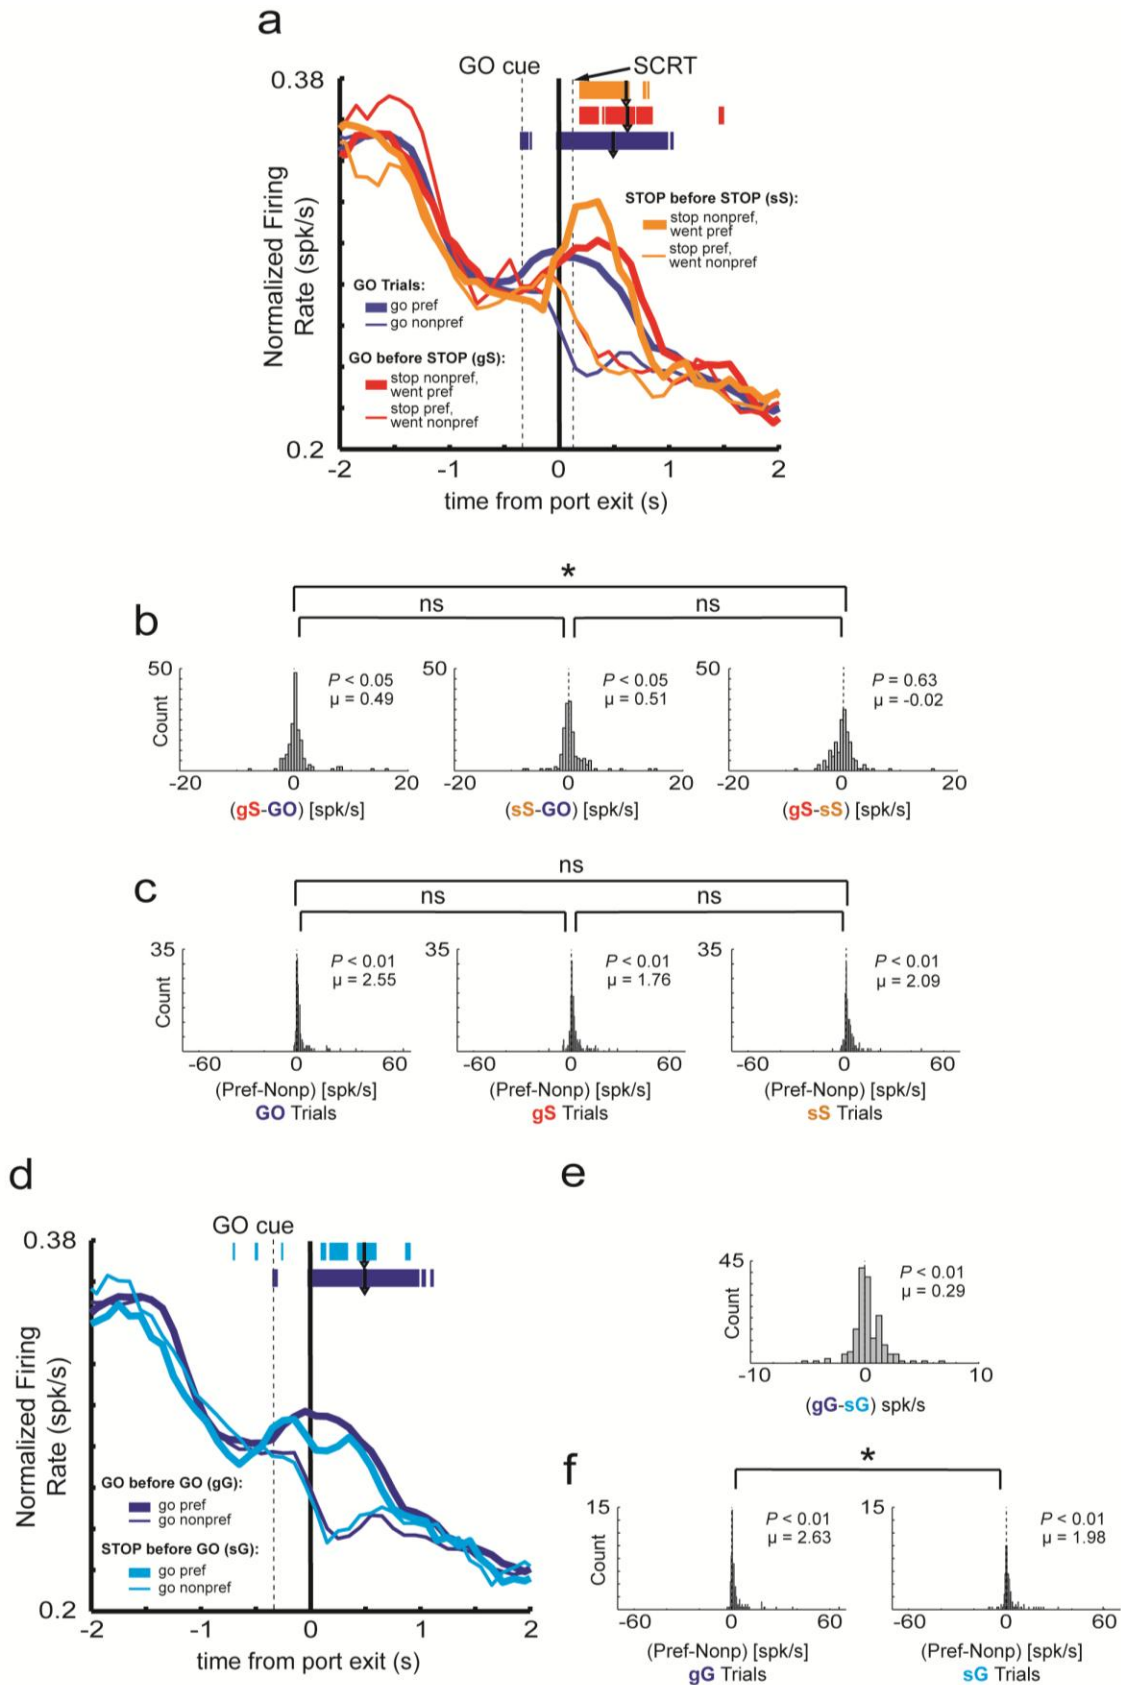 a
GO cue
SCRT
0.38
Normalized Firing
Rate (spk/s)
STOP before STOP (sS):
stop nonpref,
went pref
stop pref,
went nonpref
GO Trials:
go pref
go nonpref
GO before STOP (gS):
stop nonpref,
went pref
stop pref,
went nonpref
0.2
-2 -1 0 1 2
time from port exit (s)
*
ns ns
b
50 50 50
Count
P < 0.05
μ = 0.49
P < 0.05
μ = 0.51
P = 0.63
μ = -0.02
-20 0 20 -20 0 20 -20 0 20
(gS-GO) [spk/s] (sS-GO) [spk/s] (gS-sS) [spk/s]
ns
c
ns ns
35 35 35
Count
P < 0.01
μ = 2.55
P < 0.01
μ = 1.76
P < 0.01
μ = 2.09
-60 0 60 -60 0 60 -60 0 60
(Pref-Nonp) [spk/s] (Pref-Nonp) [spk/s] (Pref-Nonp) [spk/s]
GO Trials gS Trials sS Trials
d
GO cue
0.38
Normalized Firing
Rate (spk/s)
GO before GO (gG):
go pref
go nonpref
STOP before GO (sG):
go pref
go nonpref
0.2
-2 -1 0 1 2
time from port exit (s)
e
45
Count
P < 0.01
μ = 0.29
-10 0 10
(gG-sG) spk/s
f
*
15 15
Count
P < 0.01
μ = 2.63
P < 0.01
μ = 1.98
-60 0 60 -60 0 60
(Pref-Nonp) [spk/s] (Pref-Nonp) [spk/s]
gG Trials sG Trials